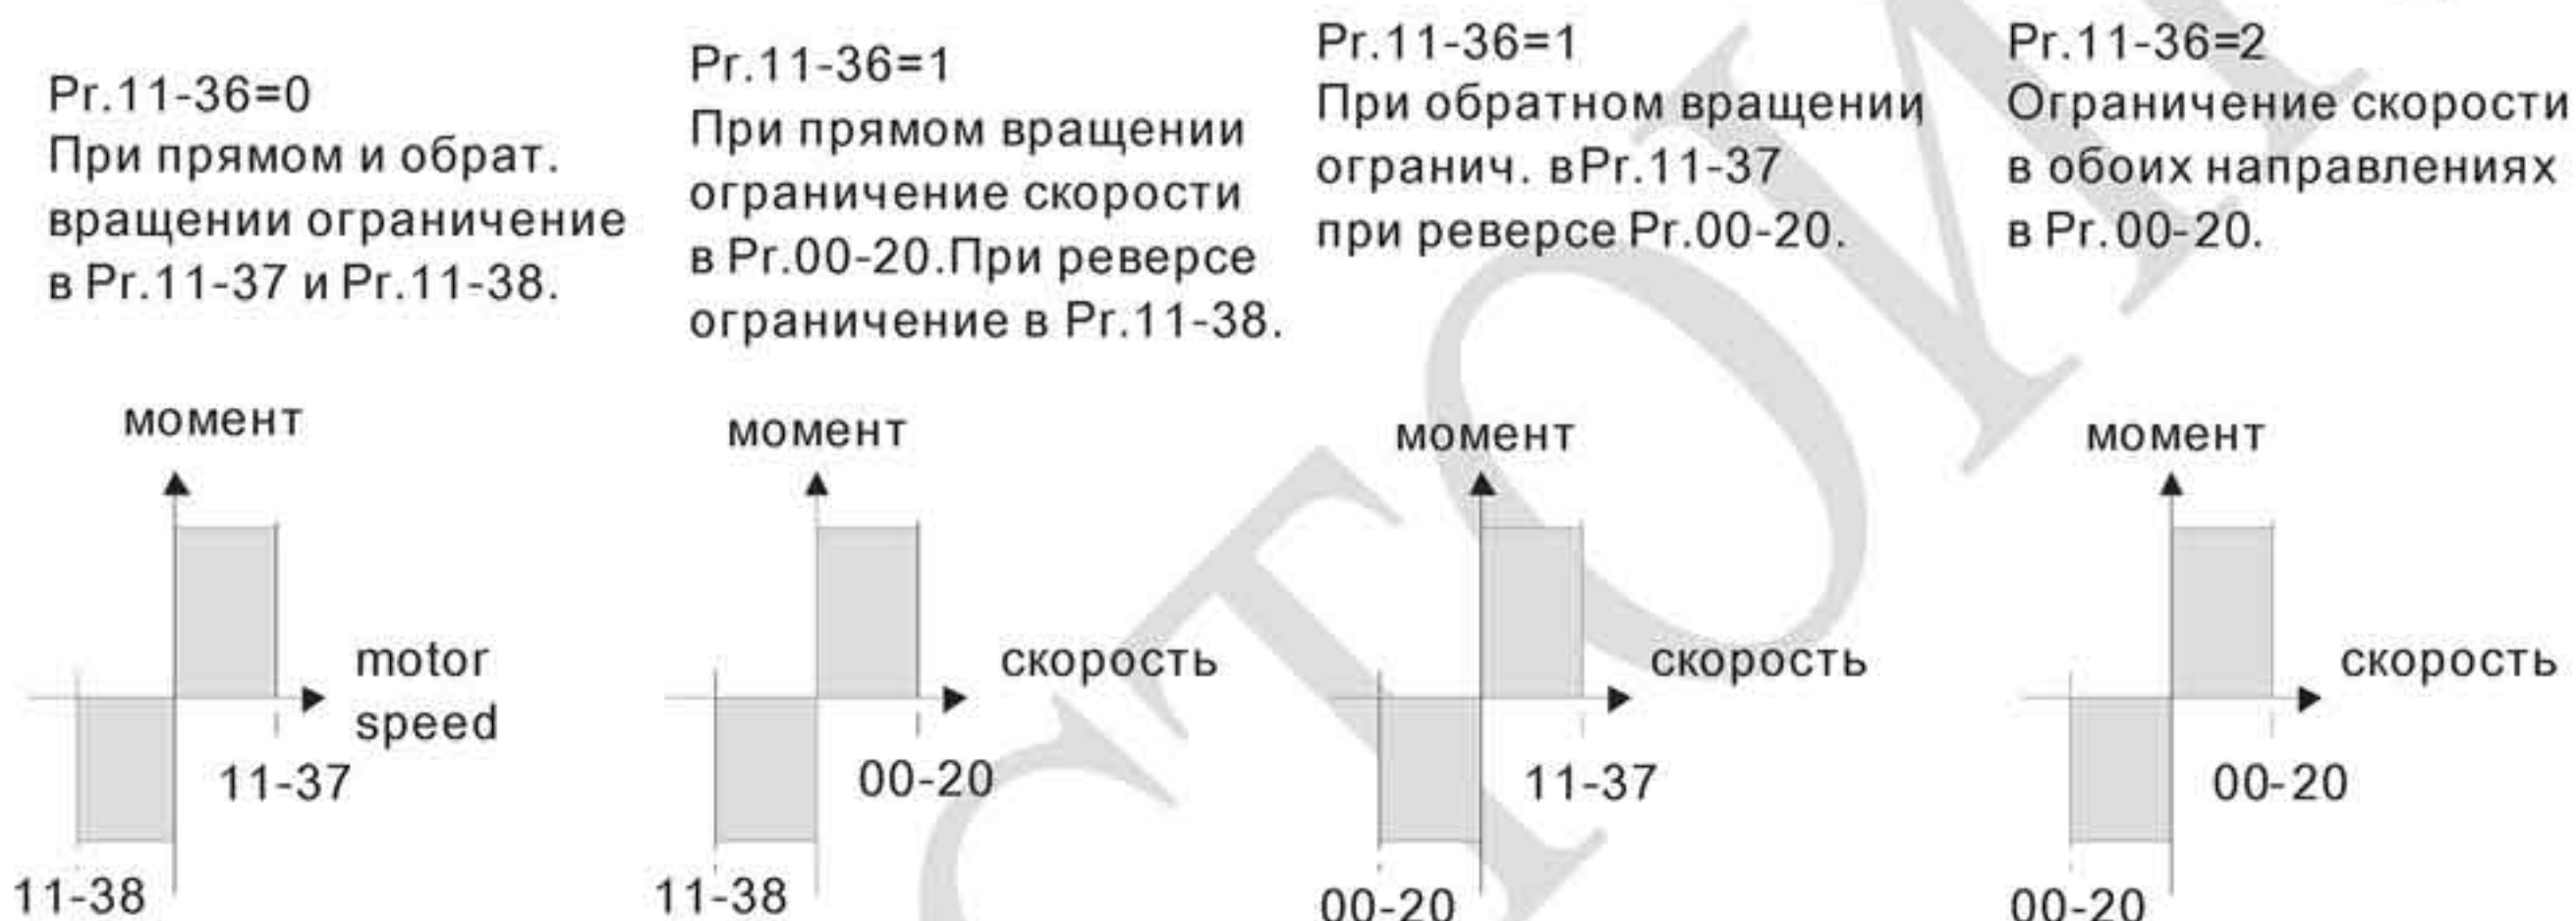 Pr.11-36=0
При прямом и обрат.
вращении ограничение
в Pr.11-37 и Pr.11-38.
Pr.11-36=1
При прямом вращении
ограничение скорости
в Pr.00-20.При реверсе
ограничение в Pr.11-38.
Pr.11-36=1
При обратном вращении
огранич. вPr.11-37
при реверсе Pr.00-20.
Pr.11-36=2
Ограничение скорости
в обоих направлениях
в Pr.00-20.
момент
motor
speed
11-37
11-38
момент
скорость
00-20
11-38
момент
скорость
11-37
00-20
момент
скорость
00-20
00-20